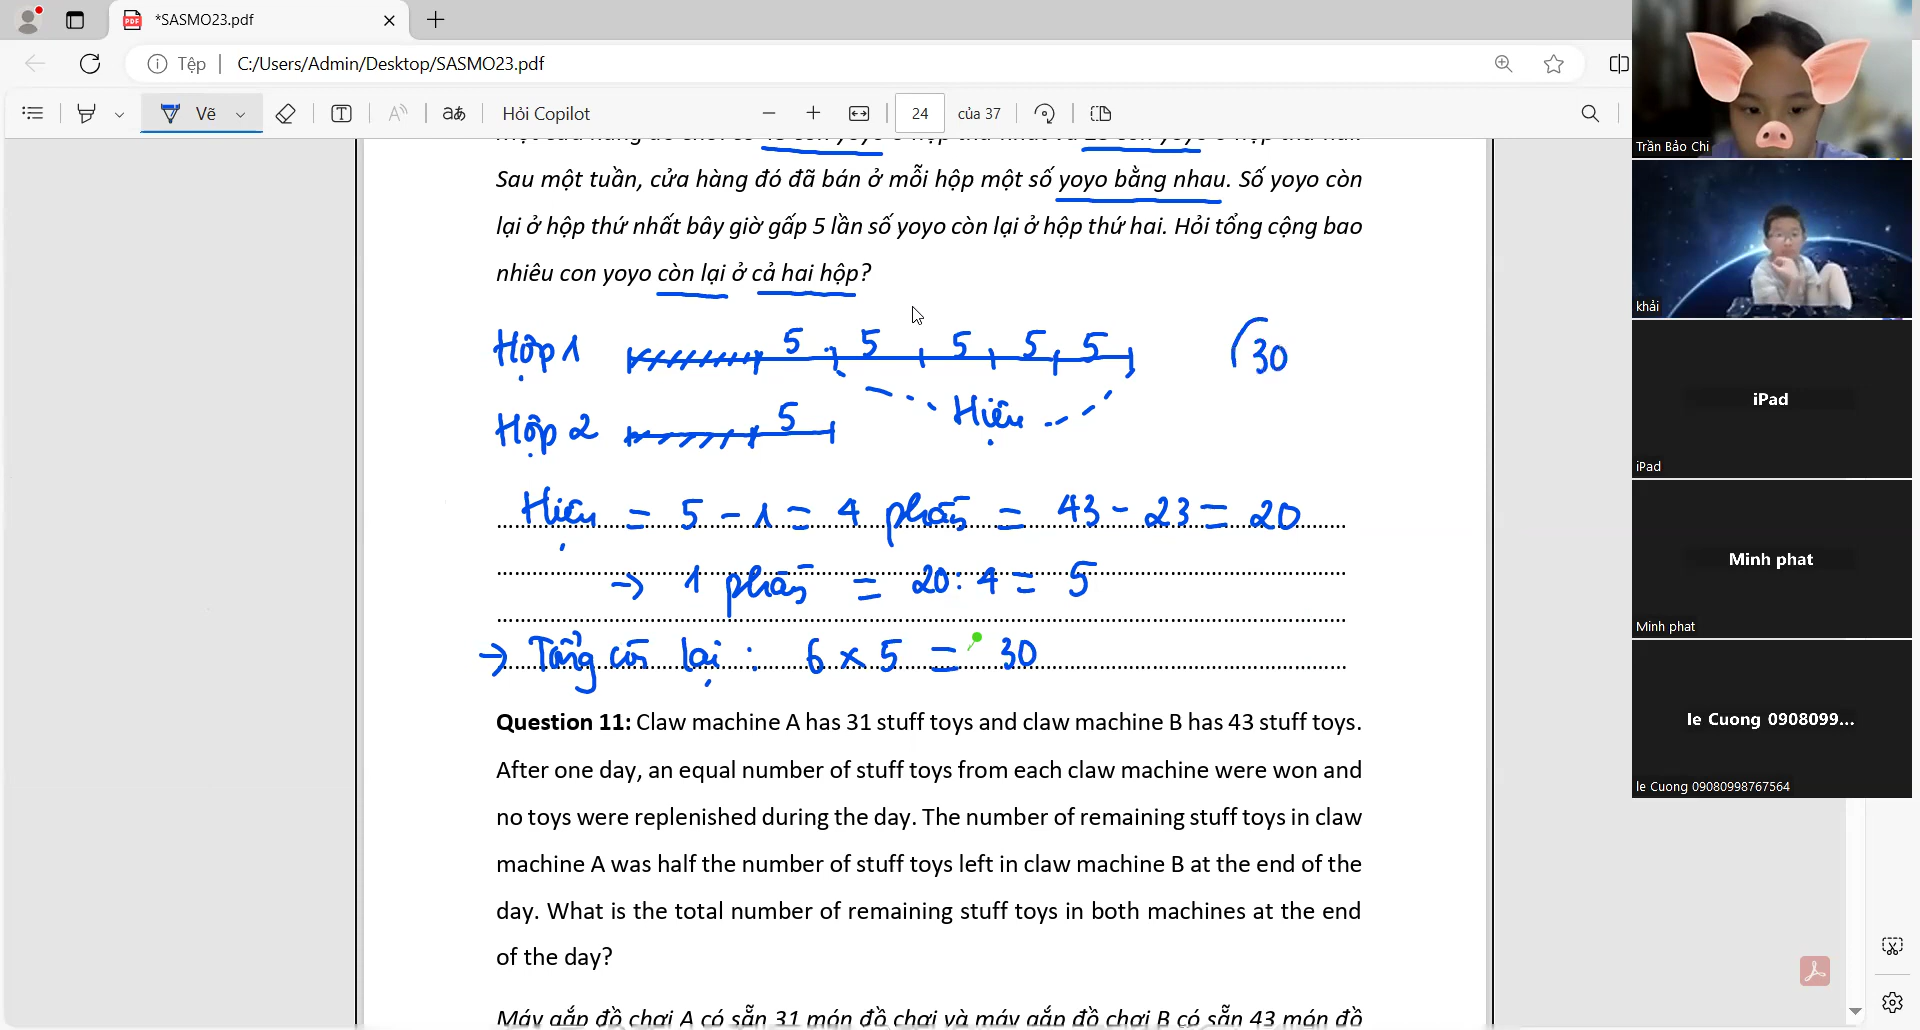 *SASMO23.pdf
Tệp
C:/Users/Admin/Desktop/SASMO23.pdf
Vẽ
T
aあ
Hỏi Copilot
24
của 37
Sau một tuần, cửa hàng đó đã bán ở mỗi hộp một số yoyo bằng nhau. Số yoyo còn
lại ở hộp thứ nhất bây giờ gấp 5 lần số yoyo còn lại ở hộp thứ hai. Hỏi tổng cộng bao
nhiêu con yoyo còn lại ở cả hai hộp?
Hộp 1 5 5 5 5 5 30
Hộp 2 5 Hiệu
Hiệu = 5 - 1 = 4 phần = 43 - 23 = 20
→ 1 phần = 20 : 4 = 5
→ Tổng còn lại : 6 × 5 = 30
Question 11: Claw machine A has 31 stuff toys and claw machine B has 43 stuff toys.
After one day, an equal number of stuff toys from each claw machine were won and
no toys were replenished during the day. The number of remaining stuff toys in claw
machine A was half the number of stuff toys left in claw machine B at the end of the
day. What is the total number of remaining stuff toys in both machines at the end
of the day?
Máy gắp đồ chơi A có sẵn 31 món đồ chơi và máy gắp đồ chơi B có sẵn 43 món đồ
Trần Bảo Chi
khải
iPad
iPad
Minh phat
Minh phat
le Cuong 0908099...
le Cuong 09080998767564